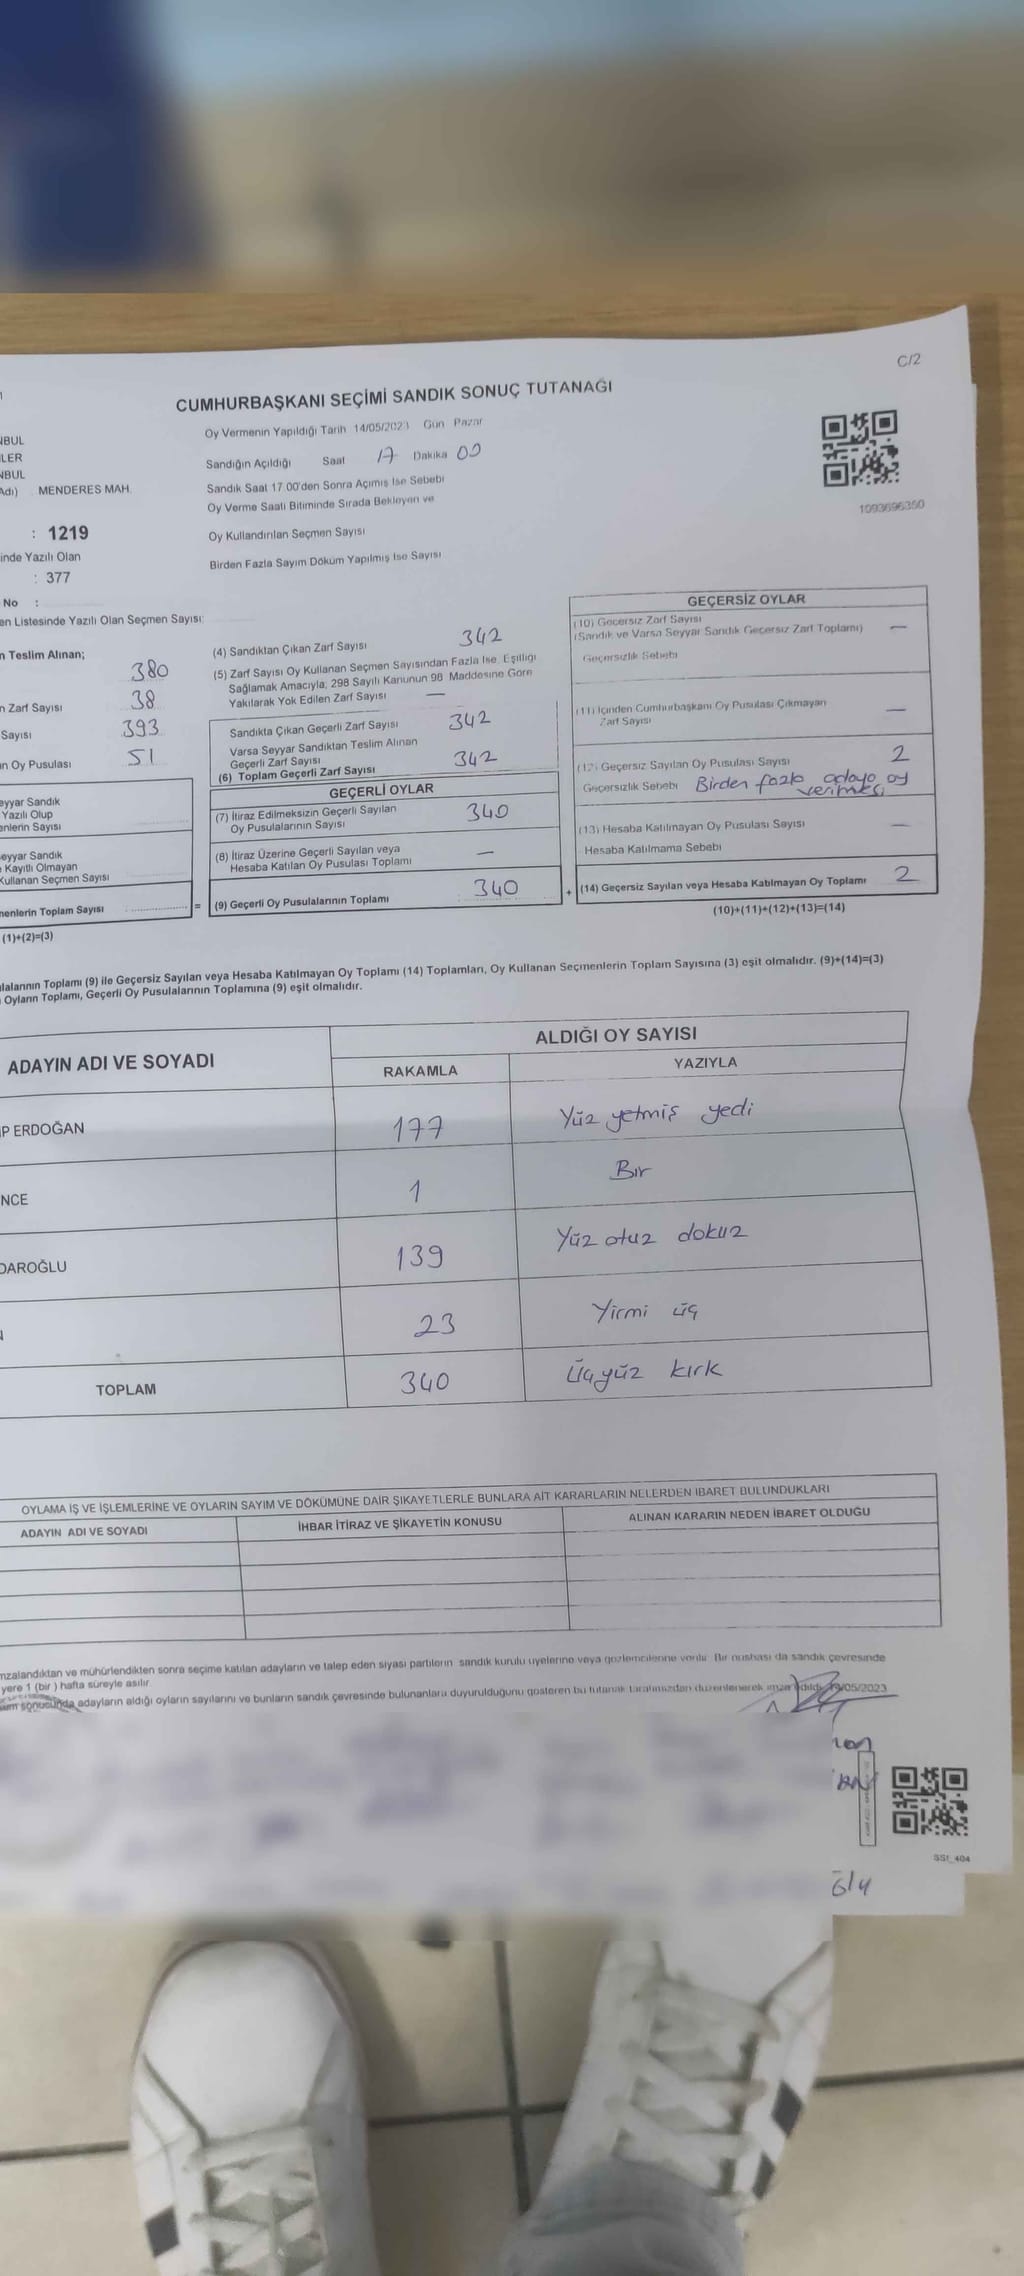 C/2
CUMHURBAŞKANI SEÇİMİ SANDIK SONUÇ TUTANAĞI
NBUL
Oy Vermenin Yapıldığı Tarih 14/05/2023 Gün Pazar
LER
Sandığın Açıldığı Saat 17 Dakika 00
NBUL
Adı) MENDERES MAH.
Sandık Saat 17.00'den Sonra Açımış İse Sebebi
Oy Verme Saati Bitiminde Sırada Bekleyen ve
1093696350
: 1219
Oy Kullandırılan Seçmen Sayısı
inde Yazılı Olan
Birden Fazla Sayım Döküm Yapılmış İse Sayısı
: 377
No :
en Listesinde Yazılı Olan Seçmen Sayısı:
n Teslim Alınan;
380
n Zarf Sayısı 38
Sayısı 393
n Oy Pusulası 51
eyyar Sandık
Yazılı Olup
enlerin Sayısı
eyyar Sandık
Kayıtlı Olmayan
Kullanan Seçmen Sayısı
menlerin Toplam Sayısı =
(1)+(2)=(3)
(4) Sandıktan Çıkan Zarf Sayısı 342
(5) Zarf Sayısı Oy Kullanan Seçmen Sayısından Fazla İse, Eşitliği
Sağlamak Amacıyla, 298 Sayılı Kanunun 98. Maddesine Göre
Yakılarak Yok Edilen Zarf Sayısı —
Sandıkta Çıkan Geçerli Zarf Sayısı 342
Varsa Seyyar Sandıktan Teslim Alınan
Geçerli Zarf Sayısı
(6) Toplam Geçerli Zarf Sayısı 342
GEÇERLİ OYLAR
(7) İtiraz Edilmeksizin Geçerli Sayılan
Oy Pusulalarının Sayısı 340
(8) İtiraz Üzerine Geçerli Sayılan veya
Hesaba Katılan Oy Pusulası Toplamı —
(9) Geçerli Oy Pusulalarının Toplamı 340 +
GEÇERSİZ OYLAR
(10) Geçersiz Zarf Sayısı
(Sandık ve Varsa Seyyar Sandık Geçersiz Zarf Toplamı) —
Geçersizlik Sebebi
(11) İçinden Cumhurbaşkanı Oy Pusulası Çıkmayan
Zarf Sayısı —
(12) Geçersiz Sayılan Oy Pusulası Sayısı 2
Geçersizlik Sebebi Birden fazla adaya oy
verilmesi
(13) Hesaba Katılmayan Oy Pusulası Sayısı —
Hesaba Katılmama Sebebi
(14) Geçersiz Sayılan veya Hesaba Katılmayan Oy Toplamı 2
(10)+(11)+(12)+(13)=(14)
ılalarının Toplamı (9) ile Geçersiz Sayılan veya Hesaba Katılmayan Oy Toplamı (14) Toplamları, Oy Kullanan Seçmenlerin Toplam Sayısına (3) eşit olmalıdır. (9)+(14)=(3)
Oyların Toplamı, Geçerli Oy Pusulalarının Toplamına (9) eşit olmalıdır.
ADAYIN ADI VE SOYADI
ALDIĞI OY SAYISI
RAKAMLA YAZIYLA
P ERDOĞAN 177 Yüz yetmiş yedi
NCE 1 Bir
DAROĞLU 139 Yüz otuz dokuz
23 Yirmi üç
TOPLAM 340 Üçyüz kırk
OYLAMA İŞ VE İŞLEMLERİNE VE OYLARIN SAYIM VE DÖKÜMÜNE DAİR ŞİKAYETLERLE BUNLARA AİT KARARLARIN NELERDEN İBARET BULUNDUKLARI
ADAYIN ADI VE SOYADI İHBAR İTİRAZ VE ŞİKAYETİN KONUSU ALINAN KARARIN NEDEN İBARET OLDUĞU
mzalandıktan ve mühürlendikten sonra seçime katılan adayların ve talep eden siyasi partilerin sandık kurulu üyelerine veya gözlemcilerine verilir. Bir nüshası da sandık çevresinde
yere 1 (bir) hafta süreyle asılır.
sonucunda adayların aldığı oyların sayılarını ve bunların sandık çevresinde bulunanlara duyurulduğunu gösteren bu tutanak tarafımızdan düzenlenerek imza edildi. /05/2023
SSI_404